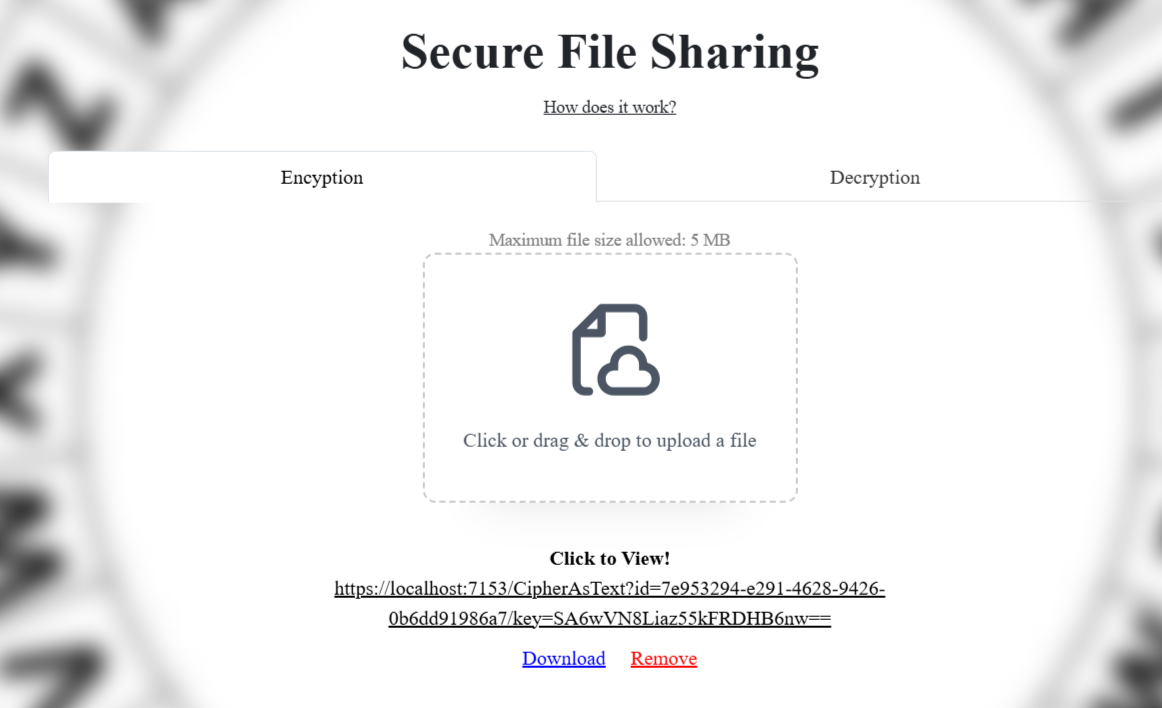 Secure File Sharing
How does it work?
Encyption
Decryption
Maximum file size allowed: 5 MB
Click or drag & drop to upload a file
Click to View!
https://localhost:7153/CipherAsText?id=7e953294-e291-4628-9426-
0b6dd91986a7/key=SA6wVN8Liaz55kFRDHB6nw==
Download Remove